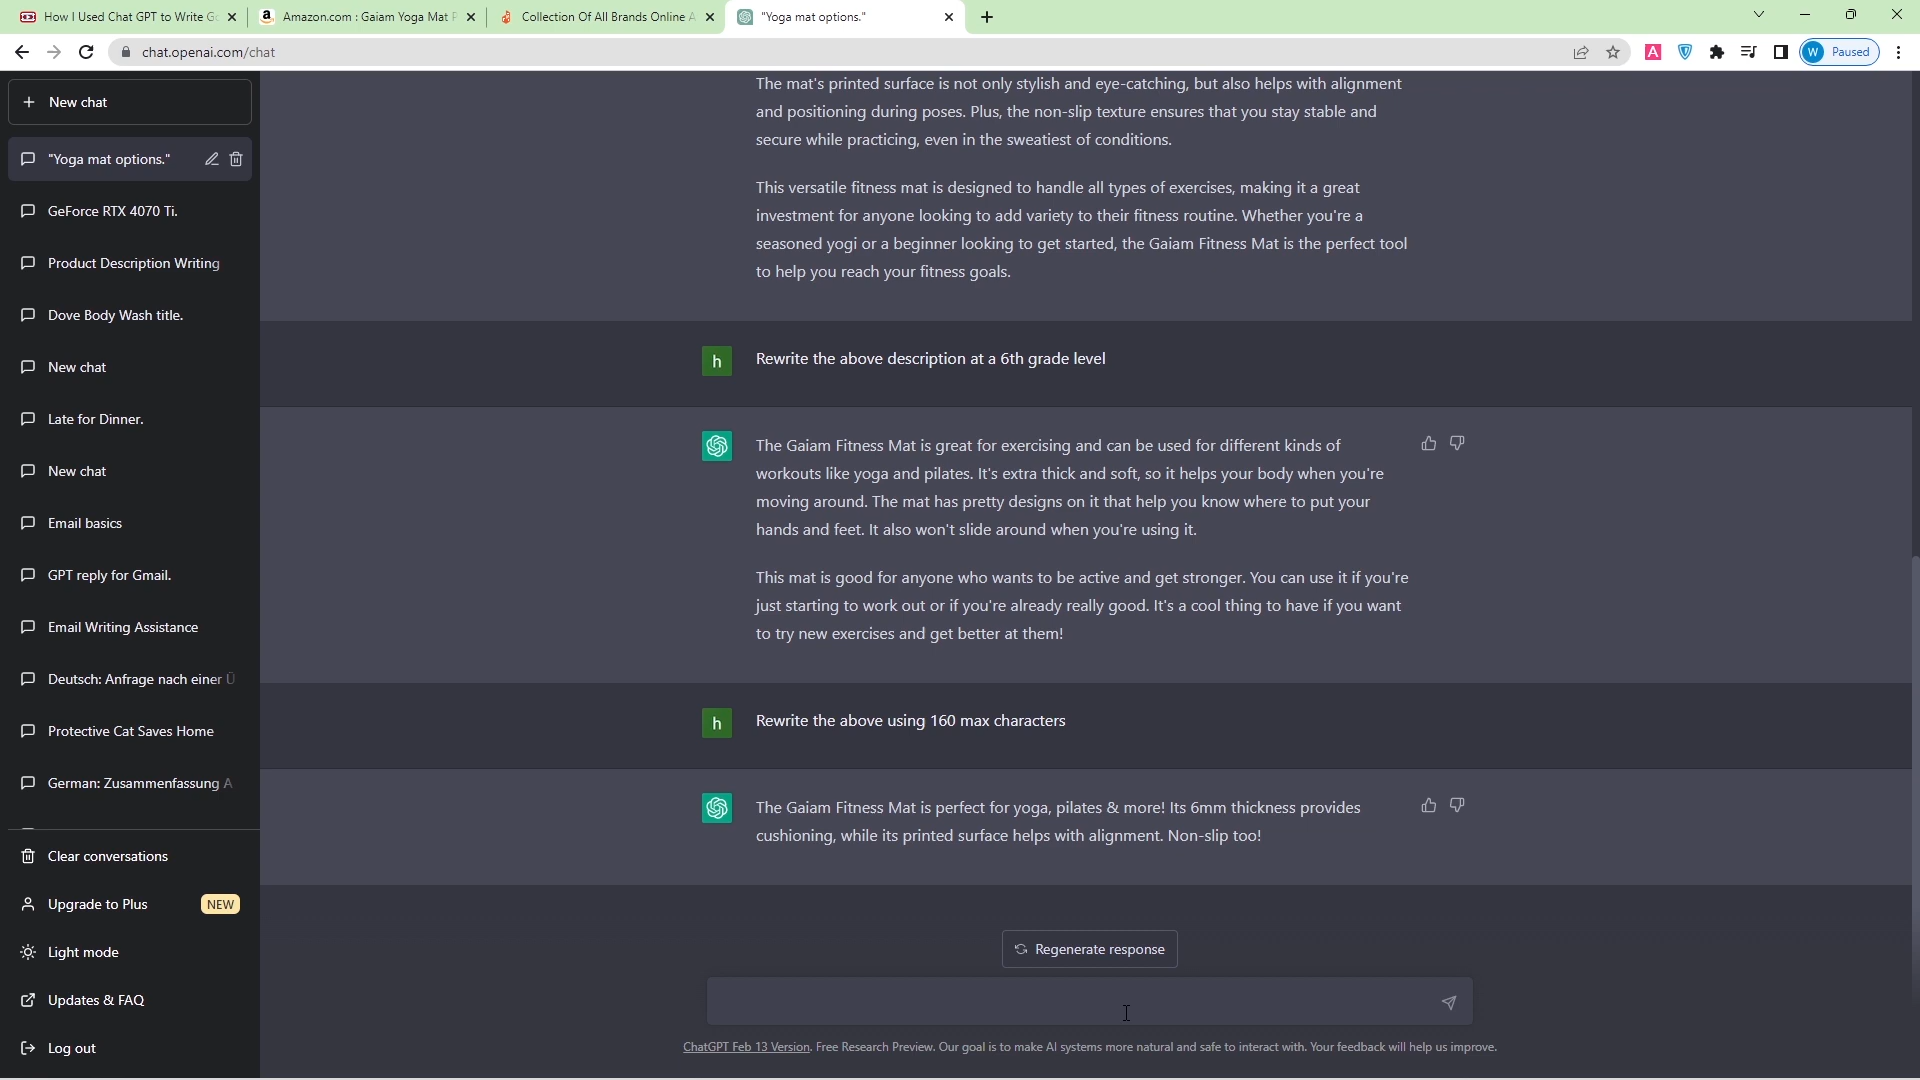 How I Used Chat GPT to Write G
Amazon.com : Gaiam Yoga Mat P
Collection Of All Brands Online A
"Yoga mat options."
chat.openai.com/chat
A
W Paused
New chat
"Yoga mat options."
GeForce RTX 4070 Ti.
Product Description Writing
Dove Body Wash title.
New chat
Late for Dinner.
New chat
Email basics
GPT reply for Gmail.
Email Writing Assistance
Deutsch: Anfrage nach einer Ü
Protective Cat Saves Home
German: Zusammenfassung A
Clear conversations
Upgrade to Plus NEW
Light mode
Updates & FAQ
Log out
The mat's printed surface is not only stylish and eye-catching, but also helps with alignment
and positioning during poses. Plus, the non-slip texture ensures that you stay stable and
secure while practicing, even in the sweatiest of conditions.
This versatile fitness mat is designed to handle all types of exercises, making it a great
investment for anyone looking to add variety to their fitness routine. Whether you're a
seasoned yogi or a beginner looking to get started, the Gaiam Fitness Mat is the perfect tool
to help you reach your fitness goals.
h Rewrite the above description at a 6th grade level
The Gaiam Fitness Mat is great for exercising and can be used for different kinds of
workouts like yoga and pilates. It's extra thick and soft, so it helps your body when you're
moving around. The mat has pretty designs on it that help you know where to put your
hands and feet. It also won't slide around when you're using it.
This mat is good for anyone who wants to be active and get stronger. You can use it if you're
just starting to work out or if you're already really good. It's a cool thing to have if you want
to try new exercises and get better at them!
h Rewrite the above using 160 max characters
The Gaiam Fitness Mat is perfect for yoga, pilates & more! Its 6mm thickness provides
cushioning, while its printed surface helps with alignment. Non-slip too!
Regenerate response
ChatGPT Feb 13 Version. Free Research Preview. Our goal is to make AI systems more natural and safe to interact with. Your feedback will help us improve.